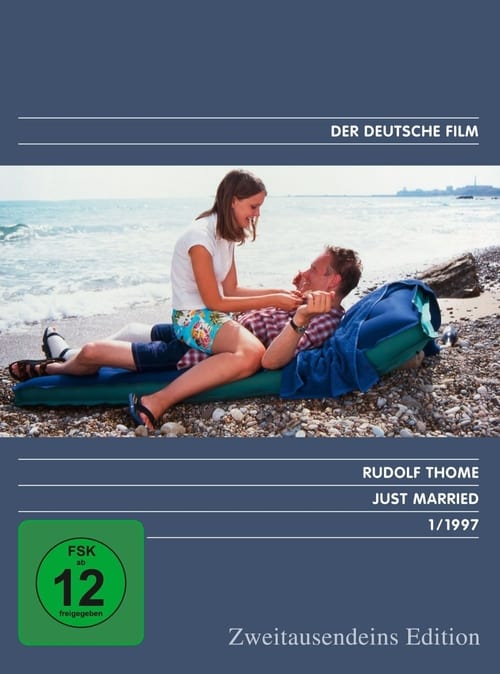 DER DEUTSCHE FILM
RUDOLF THOME
JUST MARRIED
1/1997
FSK
ab
12
freigegeben
Zweitausendeins Edition